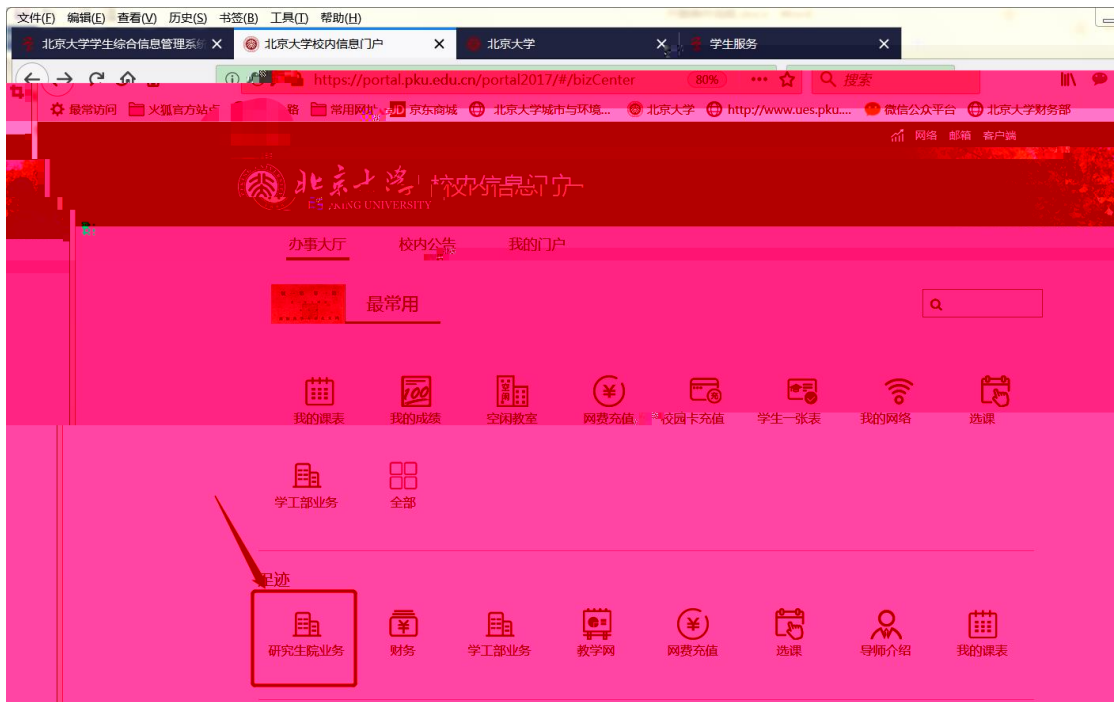 文件(F) 编辑(E) 查看(V) 历史(S) 书签(B) 工具(T) 帮助(H)
北京大学学生综合信息管理系统 北京大学校内信息门户 北京大学 学生服务
https://portal.pku.edu.cn/portal2017/#/bizCenter 80% 搜索
最常访问 火狐官方站点 常用网址 JD 京东商城 北京大学城市与环境... 北京大学 http://www.ues.pku.... 微信公众平台 北京大学财务部
网络 邮箱 客户端
北京大学 校内信息门户
UNIVERSITY
办事大厅 校内公告 我的门户
最常用
我的课表 我的成绩 空闲教室 网费充值 校园卡充值 学生一张表 我的网络 选课
学工部业务 全部
足迹
研究生院业务 财务 学工部业务 教学网 网费充值 选课 导师介绍 我的课表